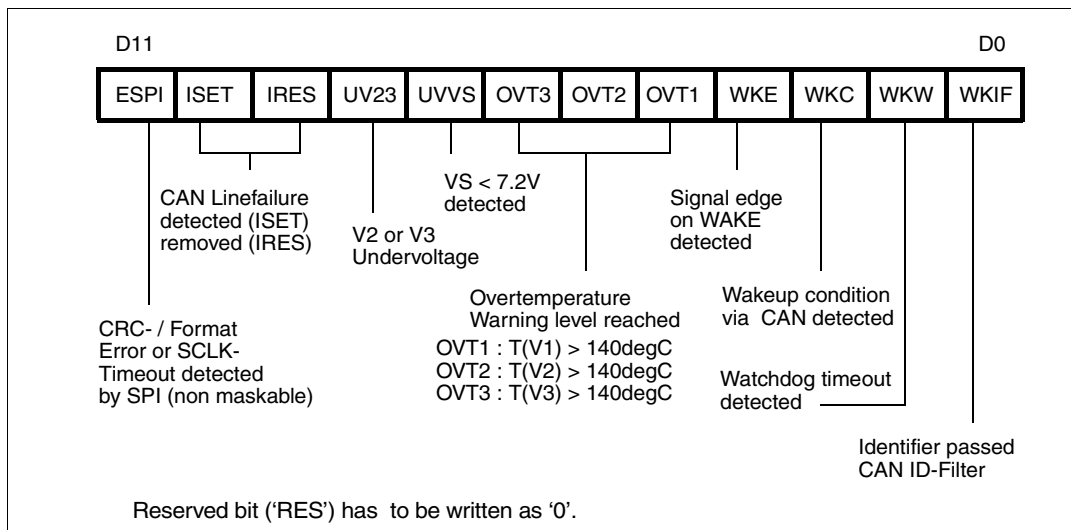 D11 D0
ESPI ISET IRES UV23 UVVS OVT3 OVT2 OVT1 WKE WKC WKW WKIF
CAN Linefailure
detected (ISET)
removed (IRES)
VS < 7.2V
detected
Signal edge
on WAKE
detected
V2 or V3
Undervoltage
Overtemperature
Warning level reached
OVT1 : T(V1) > 140degC
OVT2 : T(V2) > 140degC
OVT3 : T(V3) > 140degC
Wakeup condition
via CAN detected
CRC- / Format
Error or SCLK-
Timeout detected
by SPI (non maskable)
Watchdog timeout
detected
Identifier passed
CAN ID-Filter
Reserved bit (‘RES’) has to be written as ‘0’.